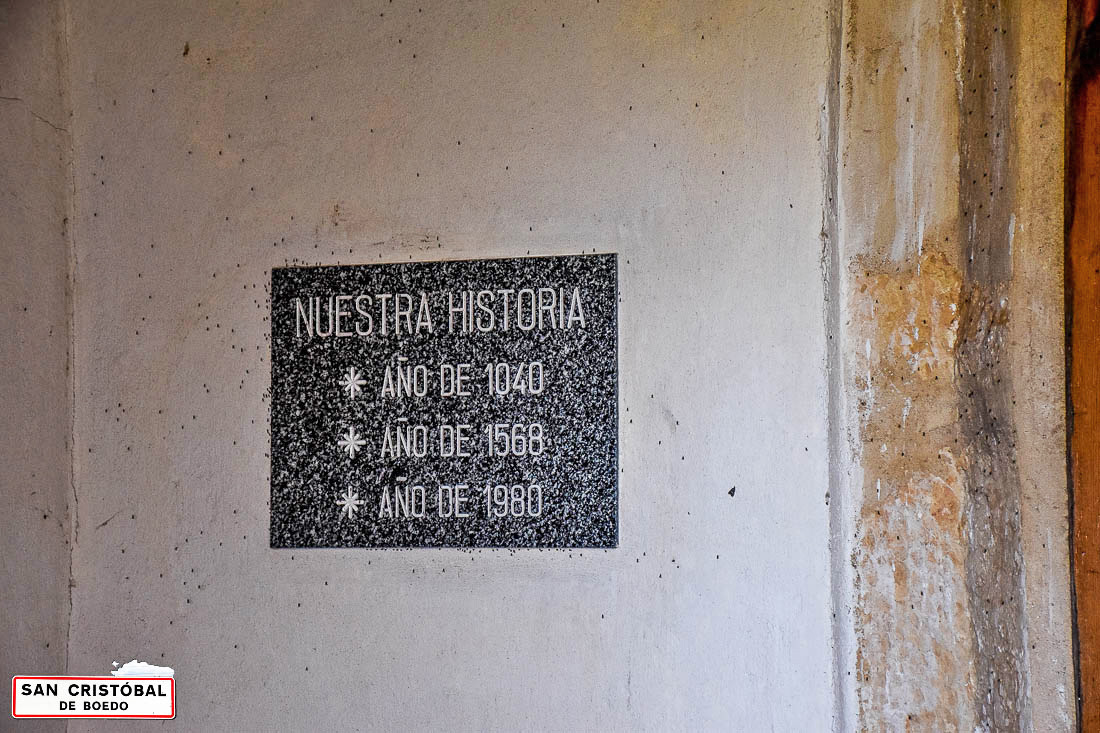 NUESTRA HISTORIA
* AÑO DE 1040
* AÑO DE 1568
* AÑO DE 1980
SAN CRISTÓBAL
DE BOEDO